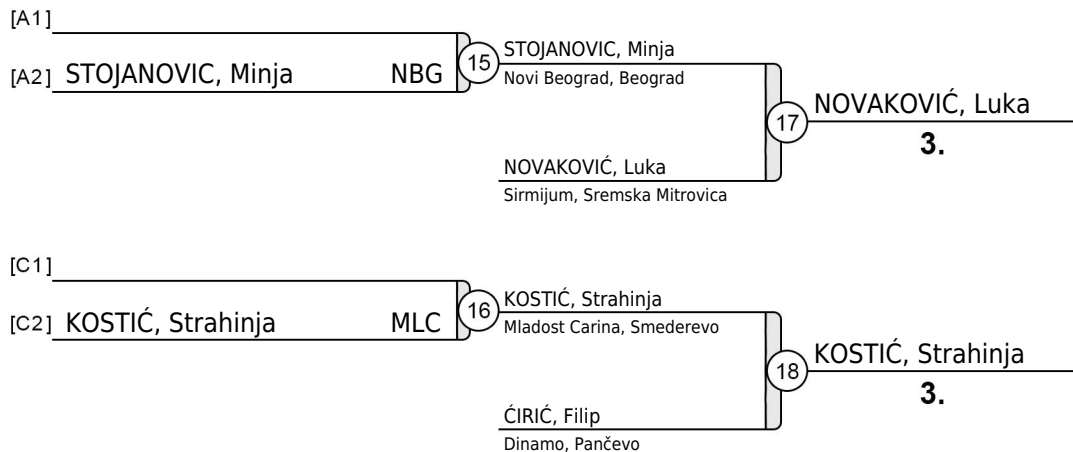 [A1]
[A2] STOJANOVIC, Minja NBG
15
STOJANOVIC, Minja
Novi Beograd, Beograd
NOVAKOVIĆ, Luka
Sirmijum, Sremska Mitrovica
17
NOVAKOVIĆ, Luka
3.
[C1]
[C2] KOSTIĆ, Strahinja MLC
16
KOSTIĆ, Strahinja
Mladost Carina, Smederevo
ĆIRIĆ, Filip
Dinamo, Pančevo
18
KOSTIĆ, Strahinja
3.